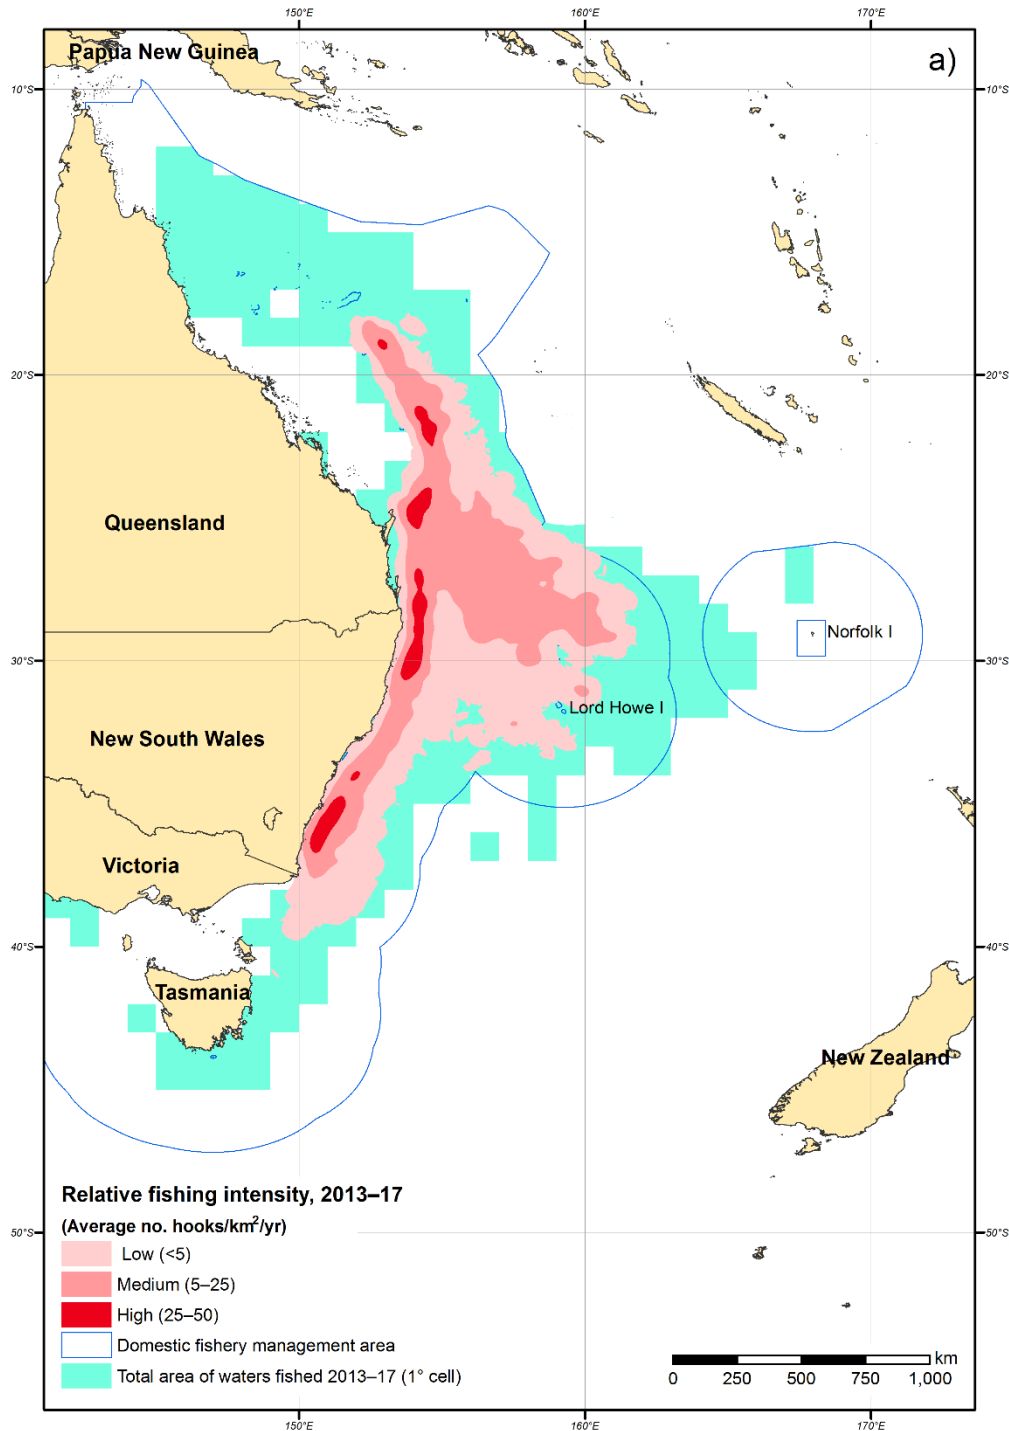 150°E
160°E
170°E
Papua New Guinea
a)
10°S
10°S
20°S
20°S
Queensland
Norfolk I
30°S
30°S
Lord Howe I
New South Wales
Victoria
40°S
40°S
Tasmania
New Zealand
Relative fishing intensity, 2013–17
(Average no. hooks/km²/yr)
Low (<5)
Medium (5–25)
High (25–50)
Domestic fishery management area
Total area of waters fished 2013–17 (1° cell)
50°S
50°S
km
0 250 500 750 1,000
150°E
160°E
170°E